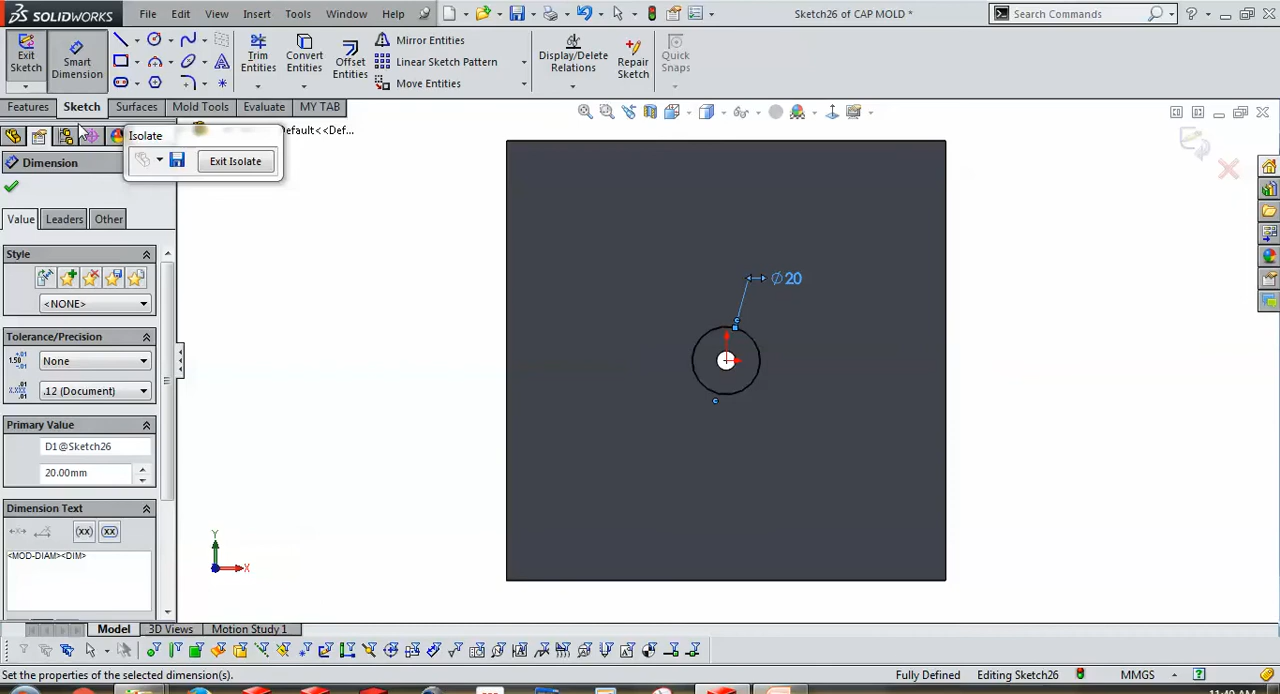 SOLIDWORKS File Edit View Insert Tools Window Help Sketch26 of CAP MOLD * Search Commands
Exit Sketch
Smart Dimension
Trim Entities
Convert Entities
Offset Entities
Mirror Entities
Linear Sketch Pattern
Move Entities
Display/Delete Relations
Repair Sketch
Quick Snaps
Features Sketch Surfaces Mold Tools Evaluate MY TAB
Isolate
Default<<Def...
Exit Isolate
Dimension
Value Leaders Other
Style
<NONE>
Tolerance/Precision
None
.12 (Document)
Primary Value
D1@Sketch26
20.00mm
Dimension Text
(xx) (xx)
<MOD-DIAM><DIM>
∅20
Y
X
Model 3D Views Motion Study 1
Set the properties of the selected dimension(s). Fully Defined Editing Sketch26 MMGS